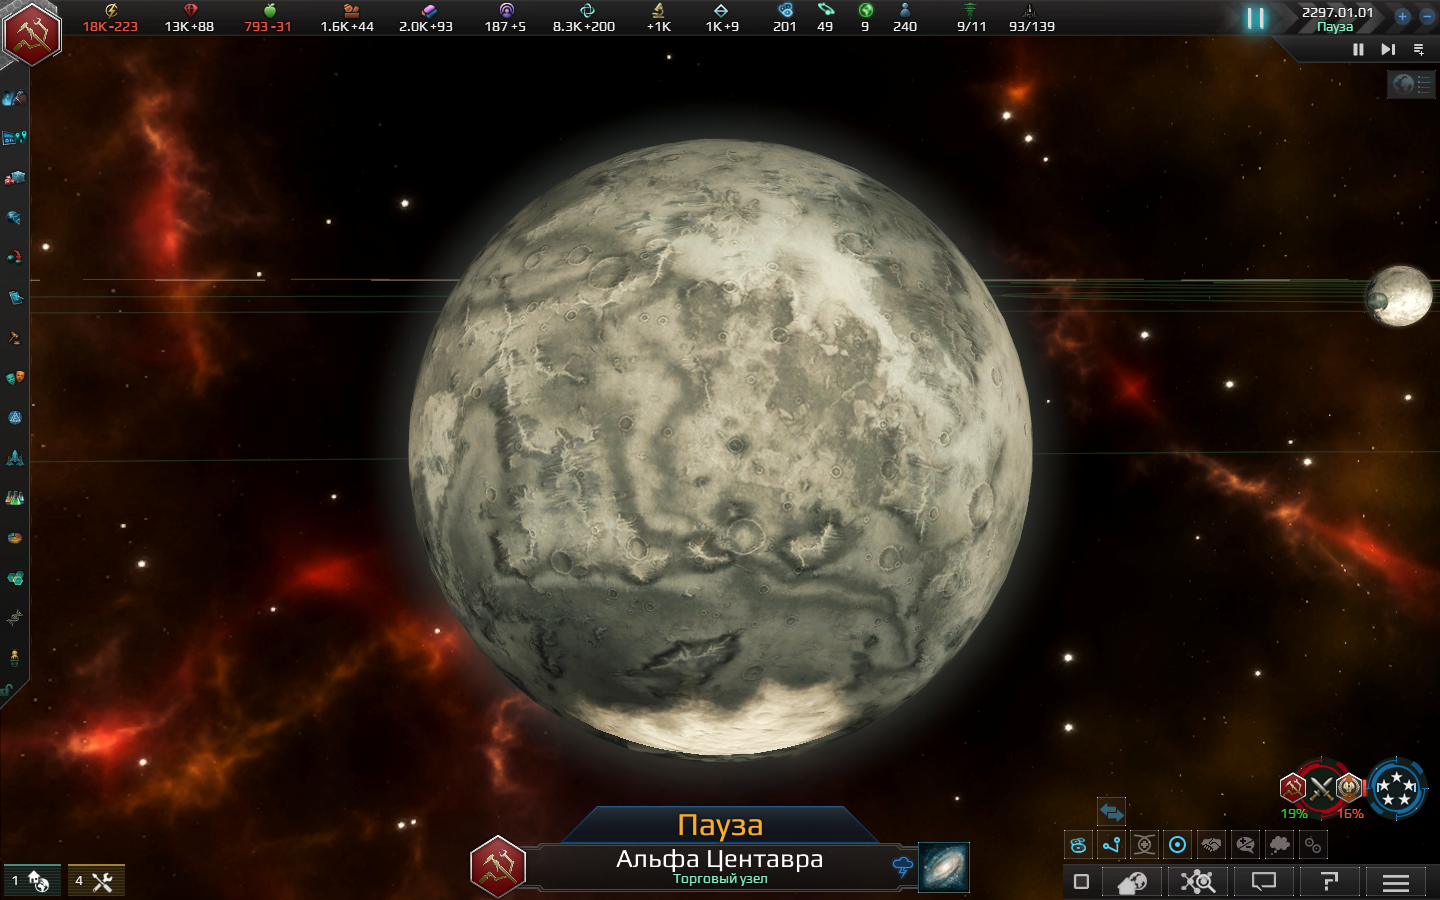 18K-223 13K+88 793-31 1.6K+44 2.0K+93 187+5 8.3K+200 +1K 1K+9 201 49 9 240 9/11 93/139
2297.01.01
Пауза
19% 16%
Пауза
Альфа Центавра
Торговый узел
1 4